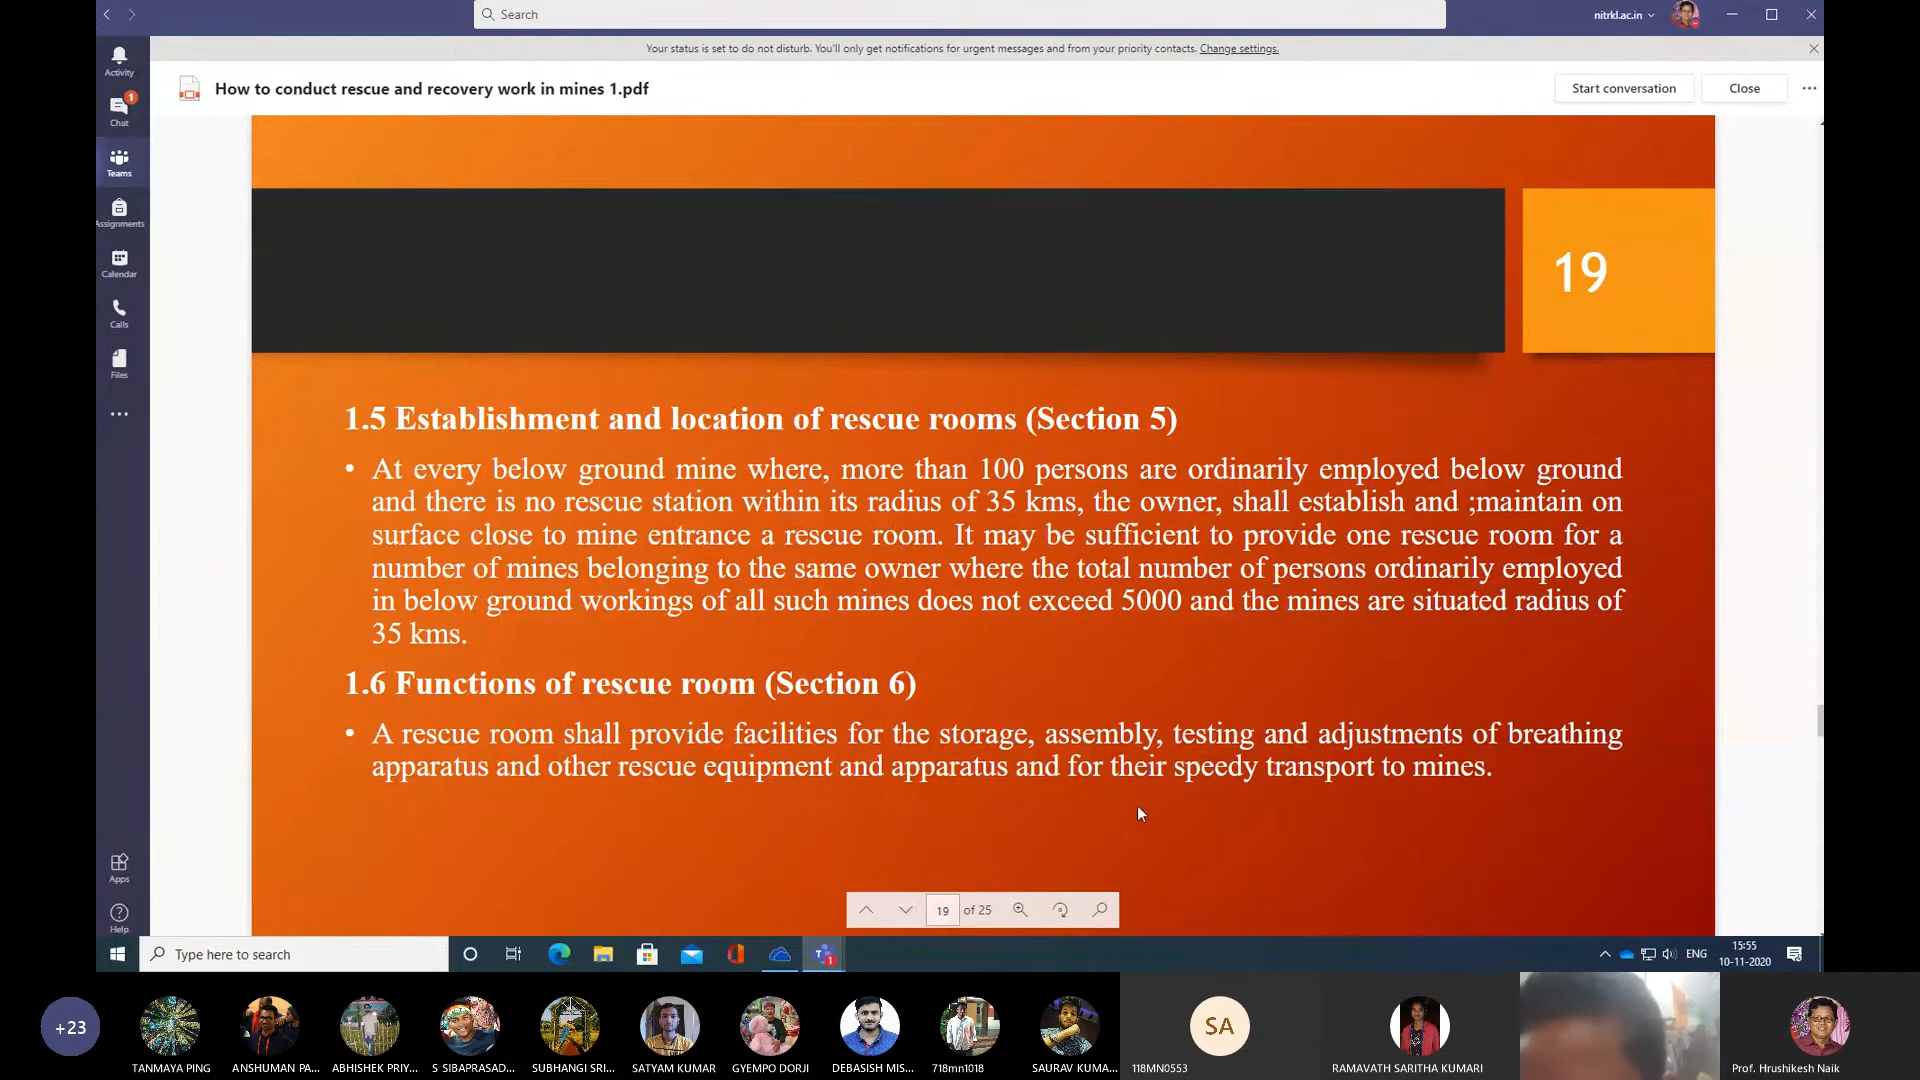 Search
nitrkl.ac.in
Your status is set to do not disturb. You'll only get notifications for urgent messages and from your priority contacts. Change settings.
Activity
1
Chat
Teams
Assignments
Calendar
Calls
Files
Apps
Help
How to conduct rescue and recovery work in mines 1.pdf
Start conversation
Close
19
1.5 Establishment and location of rescue rooms (Section 5)
• At every below ground mine where, more than 100 persons are ordinarily employed below ground
and there is no rescue station within its radius of 35 kms, the owner, shall establish and ;maintain on
surface close to mine entrance a rescue room. It may be sufficient to provide one rescue room for a
number of mines belonging to the same owner where the total number of persons ordinarily employed
in below ground workings of all such mines does not exceed 5000 and the mines are situated radius of
35 kms.
1.6 Functions of rescue room (Section 6)
• A rescue room shall provide facilities for the storage, assembly, testing and adjustments of breathing
apparatus and other rescue equipment and apparatus and for their speedy transport to mines.
19 of 25
Type here to search
1
ENG
15:55
10-11-2020
+23
TANMAYA PING
ANSHUMAN PA...
ABHISHEK PRIY...
S SIBAPRASAD...
SUBHANGI SRI...
SATYAM KUMAR
GYEMPO DORJI
DEBASISH MIS...
718mn1018
SAURAV KUMA...
SA
118MN0553
RAMAVATH SARITHA KUMARI
Prof. Hrushikesh Naik